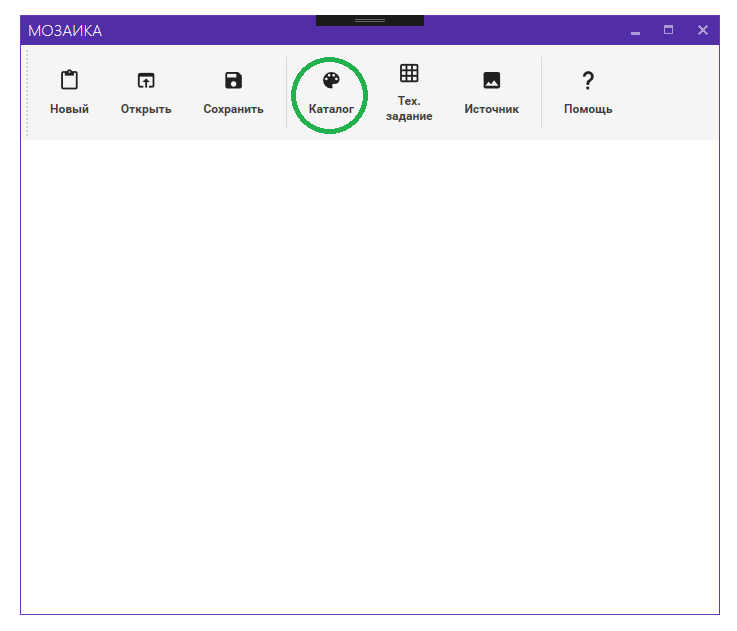 МОЗАИКА
Новый
Открыть
Сохранить
Каталог
Тех.
задание
Источник
Помощь